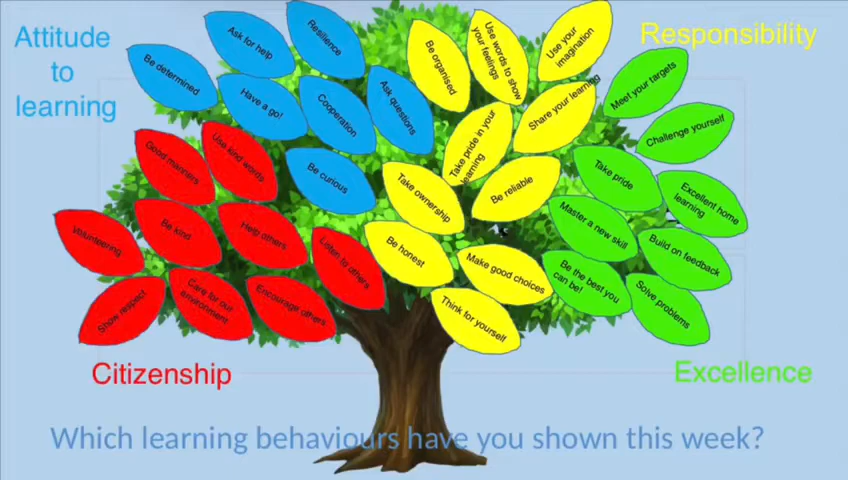 Attitude
to
learning
Be determined
Ask for help
Resilience
Have a go!
Cooperation
Ask questions
Be curious
Responsibility
Be organised
Use words to show
your feelings
Use your
imagination
Share your learning
Take pride in your
learning
Take ownership
Be reliable
Be honest
Make good choices
Think for yourself
Good manners
Use kind words
Volunteering
Be kind
Help others
Listen to others
Show respect
Care for our
environment
Encourage others
Citizenship
Meet your targets
Challenge yourself
Take pride
Excellent home
learning
Master a new skill
Build on feedback
Be the best you
can be!
Solve problems
Excellence
Which learning behaviours have you shown this week?